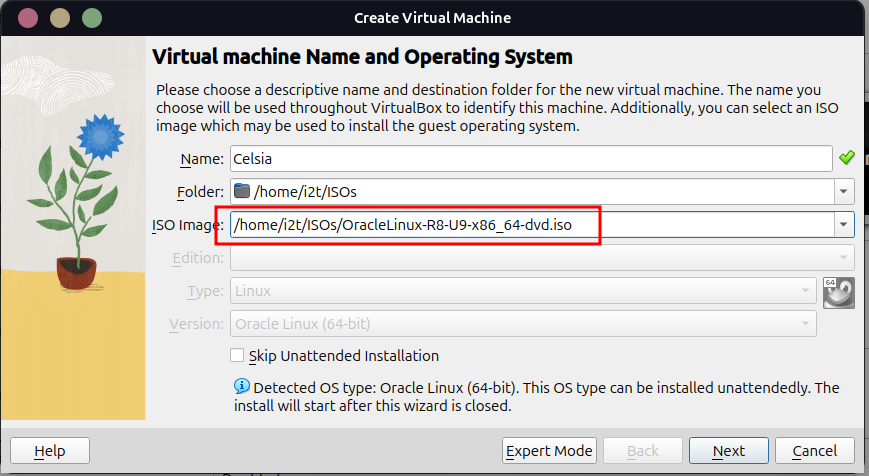 Create Virtual Machine
Virtual machine Name and Operating System
Please choose a descriptive name and destination folder for the new virtual machine. The name you
choose will be used throughout VirtualBox to identify this machine. Additionally, you can select an ISO
image which may be used to install the guest operating system.
Name: Celsia
Folder: /home/i2t/ISOs
ISO Image: /home/i2t/ISOs/OracleLinux-R8-U9-x86_64-dvd.iso
Edition:
Type: Linux
64
Version: Oracle Linux (64-bit)
Skip Unattended Installation
Detected OS type: Oracle Linux (64-bit). This OS type can be installed unattendedly. The
install will start after this wizard is closed.
Help Expert Mode Back Next Cancel